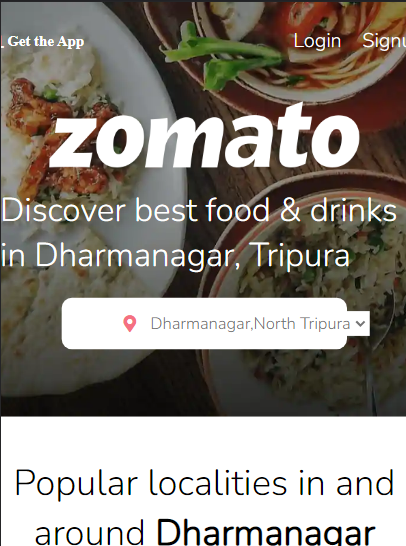 Get the App
Login Signu
zomato
Discover best food & drinks
in Dharmanagar, Tripura
Dharmanagar,North Tripura
Popular localities in and
around Dharmanagar